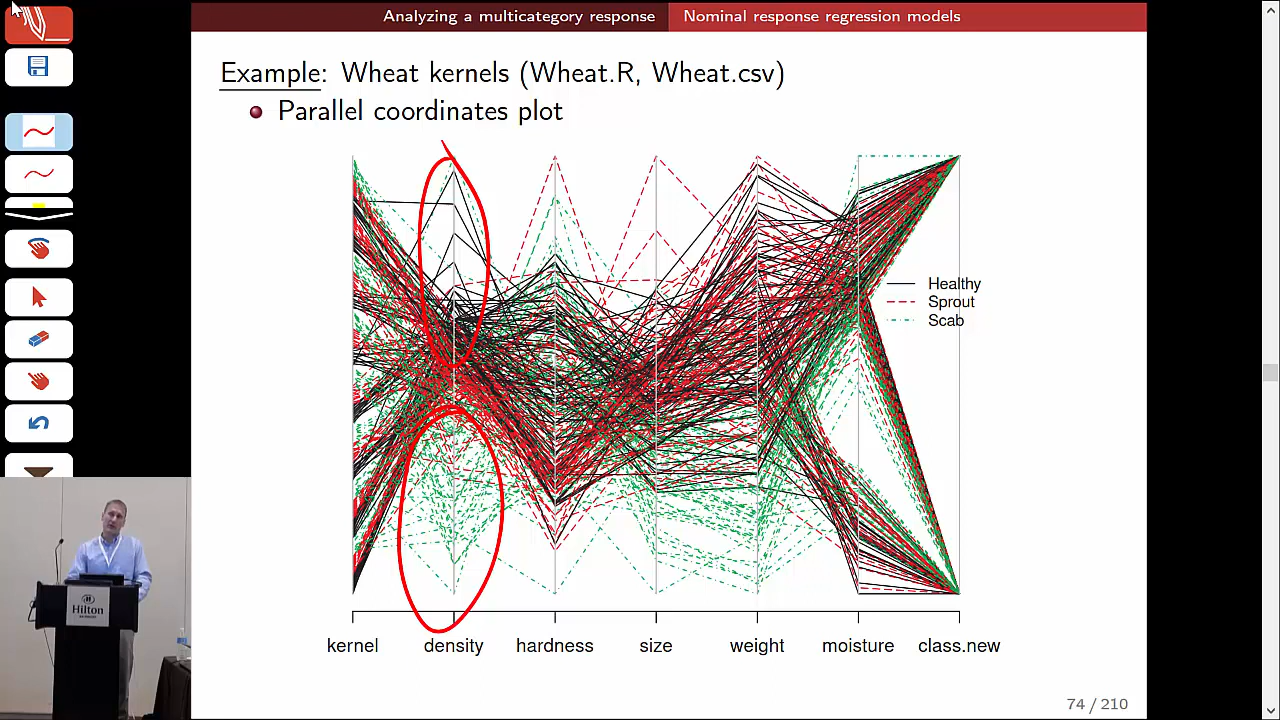 Analyzing a multicategory response
Nominal response regression models
Example: Wheat kernels (Wheat.R, Wheat.csv)
Parallel coordinates plot
Healthy
Sprout
Scab
kernel density hardness size weight moisture class.new
74 / 210
Hilton